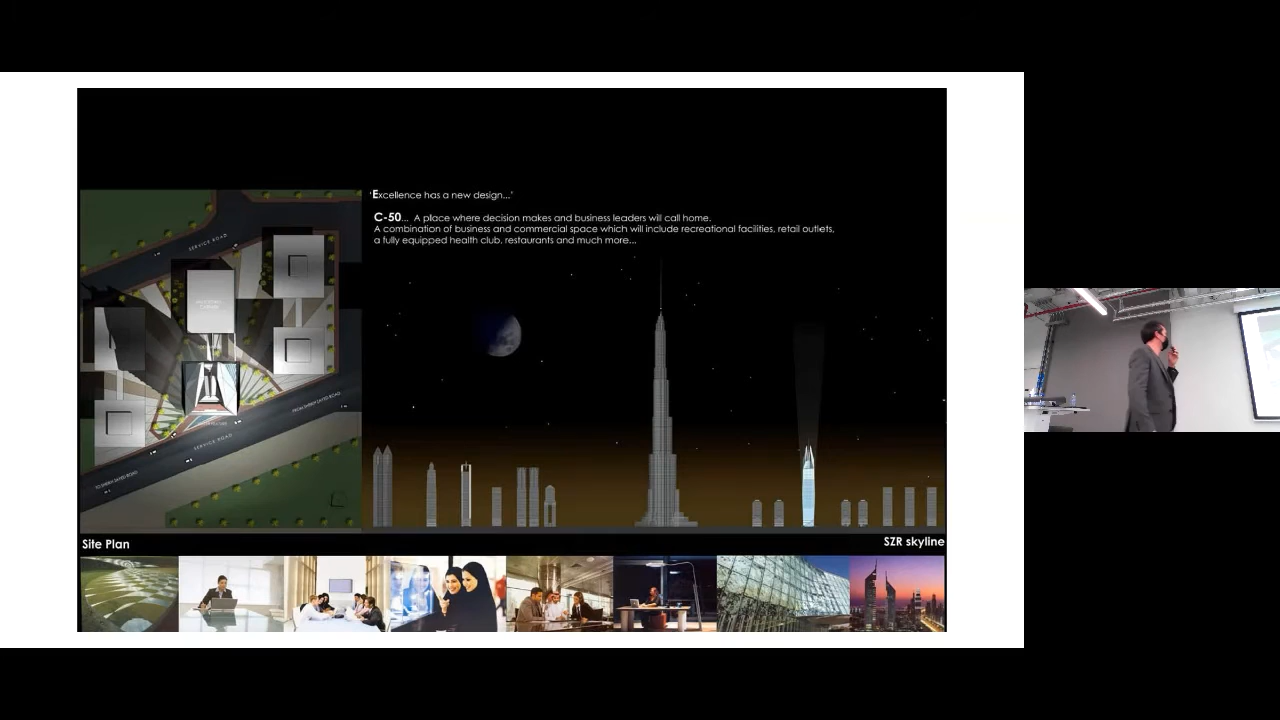 'Excellence has a new design...'
C-50... A place where decision makes and business leaders will call home.
A combination of business and commercial space which will include recreational facilities, retail outlets,
a fully equipped health club, restaurants and much more...
SERVICE ROAD
SERVICE ROAD
Site Plan
SZR skyline